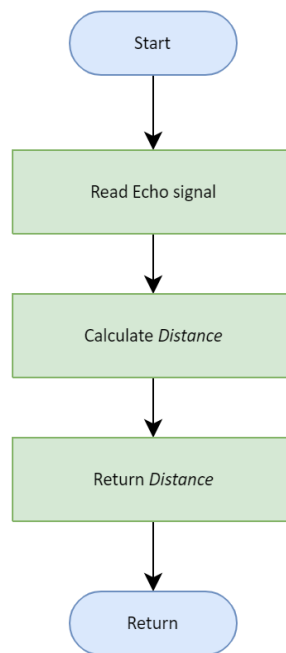 Start
Read Echo signal
Calculate Distance
Return Distance
Return